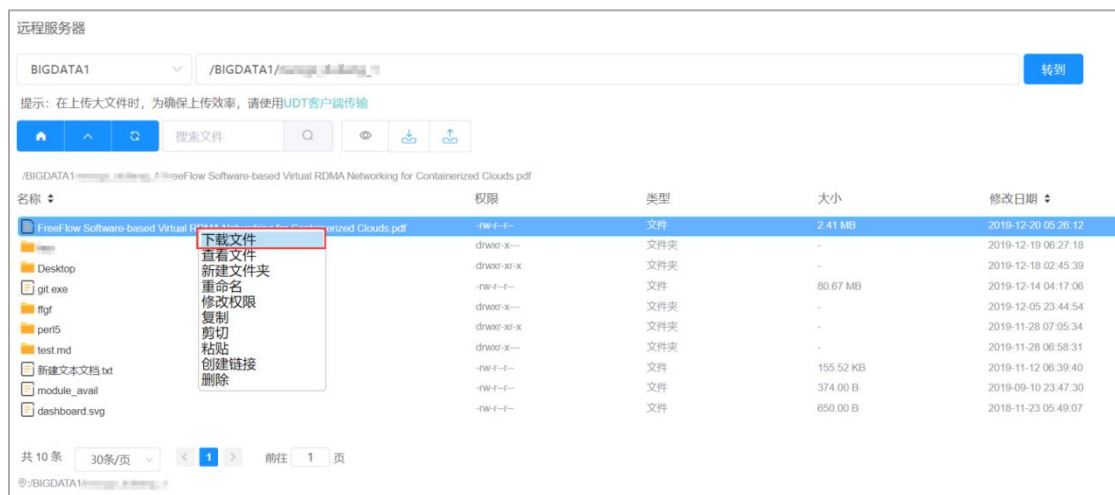 远程服务器
BIGDATA1 /BIGDATA1/ 转到
提示：在上传大文件时，为确保上传效率，请使用UDT客户端传输
搜索文件
/BIGDATA1 FreeFlow Software-based Virtual RDMA Networking for Containerized Clouds.pdf
名称 权限 类型 大小 修改日期
FreeFlow Software-based Virtual RDMA Networking for Containerized Clouds.pdf -rw-r--r-- 文件 2.41 MB 2019-12-20 05:26:12
下载文件
drwxr-x--- 文件夹 - 2019-12-19 06:27:18
查看文件
Desktop drwxr-xr-x 文件夹 - 2019-12-18 02:45:39
新建文件夹
git.exe -rw-r--r-- 文件 80.67 MB 2019-12-14 04:17:06
重命名
ffgf drwxr-x--- 文件夹 - 2019-12-05 23:44:54
修改权限
复制
perl5 drwxr-xr-x 文件夹 - 2019-11-28 07:05:34
剪切
test.md drwxr-x--- 文件夹 - 2019-11-28 06:58:31
粘贴
创建链接
新建文本文档.txt -rw-r--r-- 文件 155.52 KB 2019-11-12 06:39:40
删除
module_avail -rw-r--r-- 文件 374.00 B 2019-09-10 23:47:30
dashboard.svg -rw-r--r-- 文件 650.00 B 2018-11-23 05:49:07
共 10 条 30条/页 < 1 > 前往 1 页
:/BIGDATA1